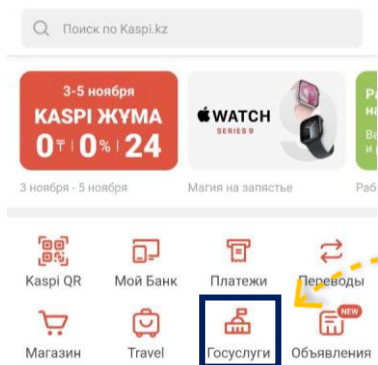 Поиск по Kaspi.kz
3-5 ноября
KASPI ЖҰМА
0₸ | 0% | 24
WATCH
SERIES 9
3 ноября - 5 ноября
Магия на запястье
Раб
Kaspi QR
Мой Банк
Платежи
Переводы
Магазин
Travel
Госуслуги
NEW
Объявления